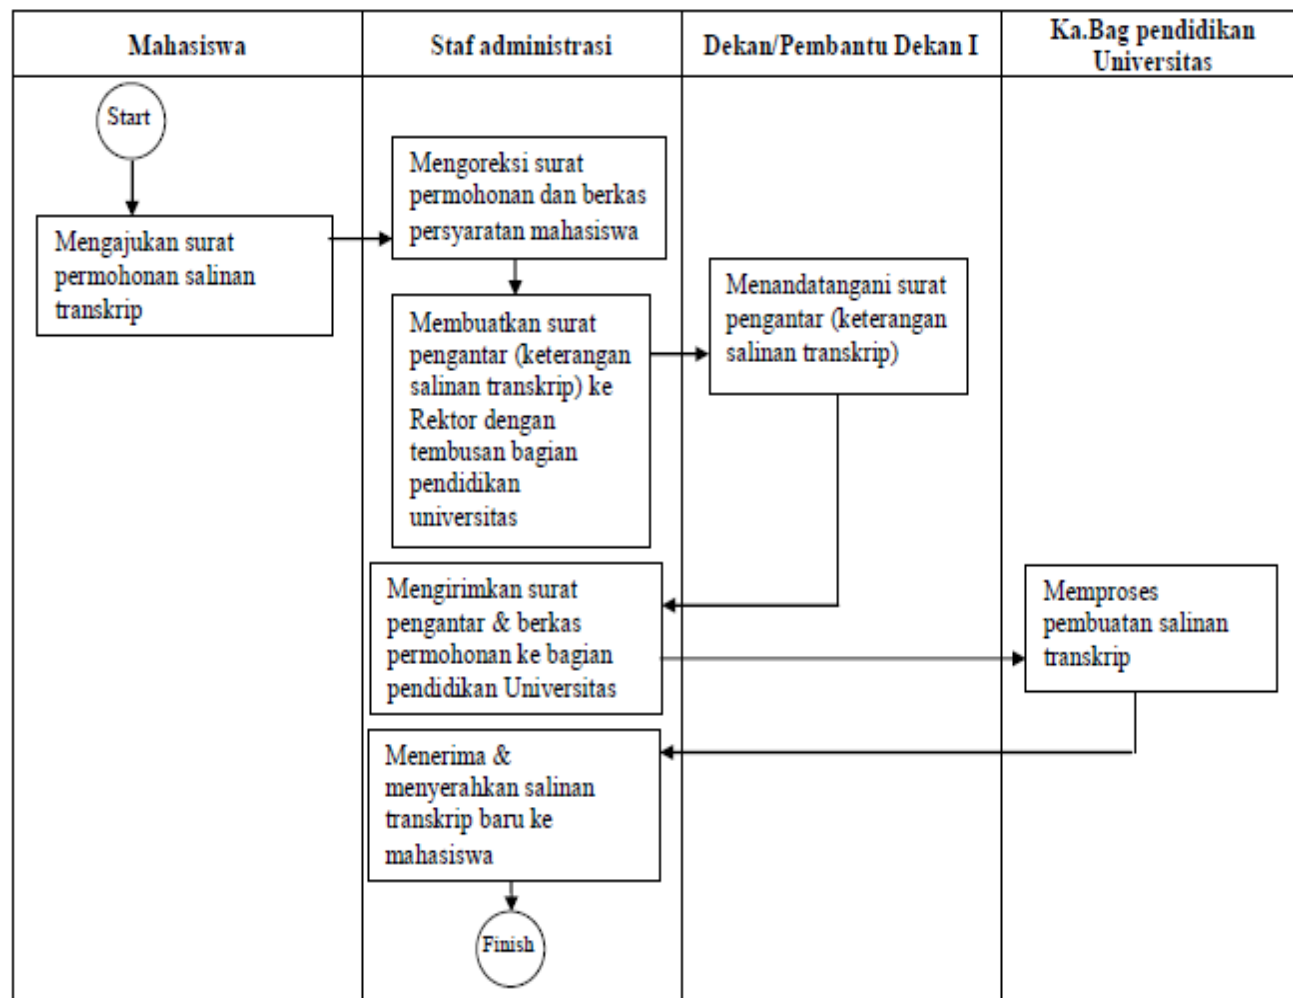 Mahasiswa
Staf administrasi
Dekan/Pembantu Dekan I
Ka.Bag pendidikan
Universitas
Start
Mengajukan surat
permohonan salinan
transkrip
Mengoreksi surat
permohonan dan berkas
persyaratan mahasiswa
Membuatkan surat
pengantar (keterangan
salinan transkrip) ke
Rektor dengan
tembusan bagian
pendidikan
universitas
Menandatangani surat
pengantar (keterangan
salinan transkrip)
Mengirimkan surat
pengantar & berkas
permohonan ke bagian
pendidikan Universitas
Memproses
pembuatan salinan
transkrip
Menerima &
menyerahkan salinan
transkrip baru ke
mahasiswa
Finish